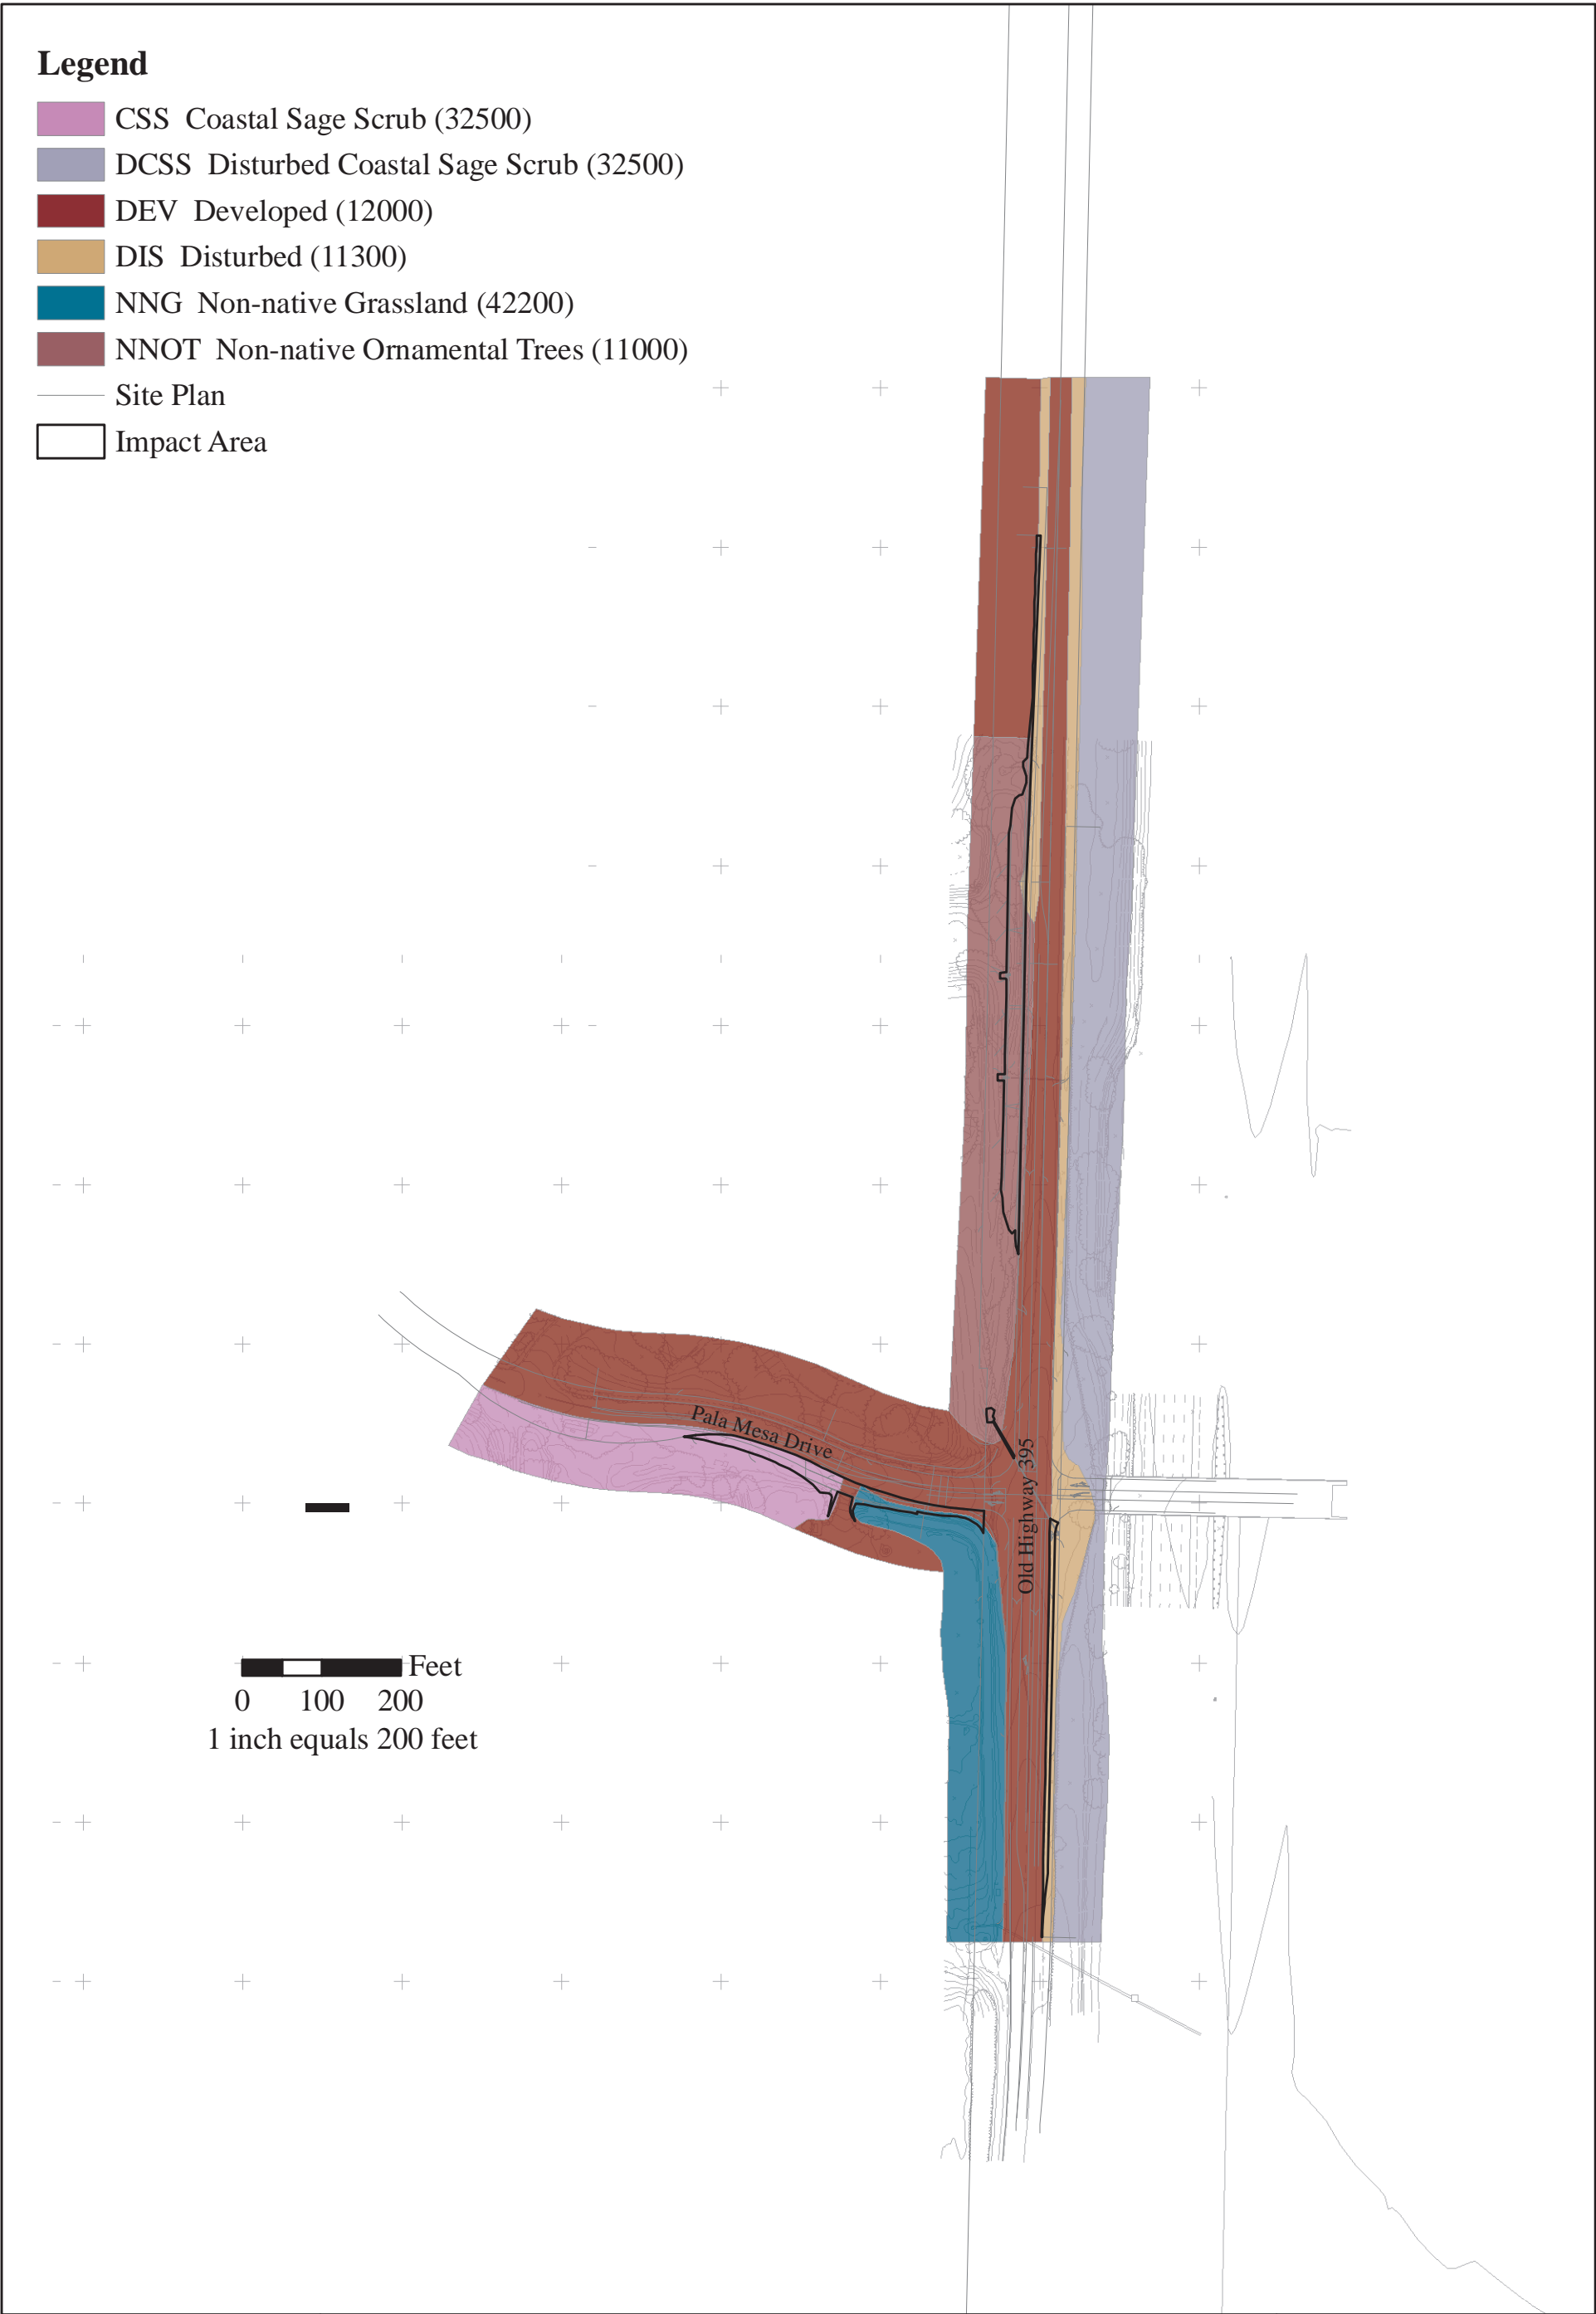 Legend
CSS Coastal Sage Scrub (32500)
DCSS Disturbed Coastal Sage Scrub (32500)
DEV Developed (12000)
DIS Disturbed (11300)
NNG Non-native Grassland (42200)
NNOT Non-native Ornamental Trees (11000)
Site Plan
Impact Area
Pala Mesa Drive
Old Highway 395
Feet
0 100 200
1 inch equals 200 feet